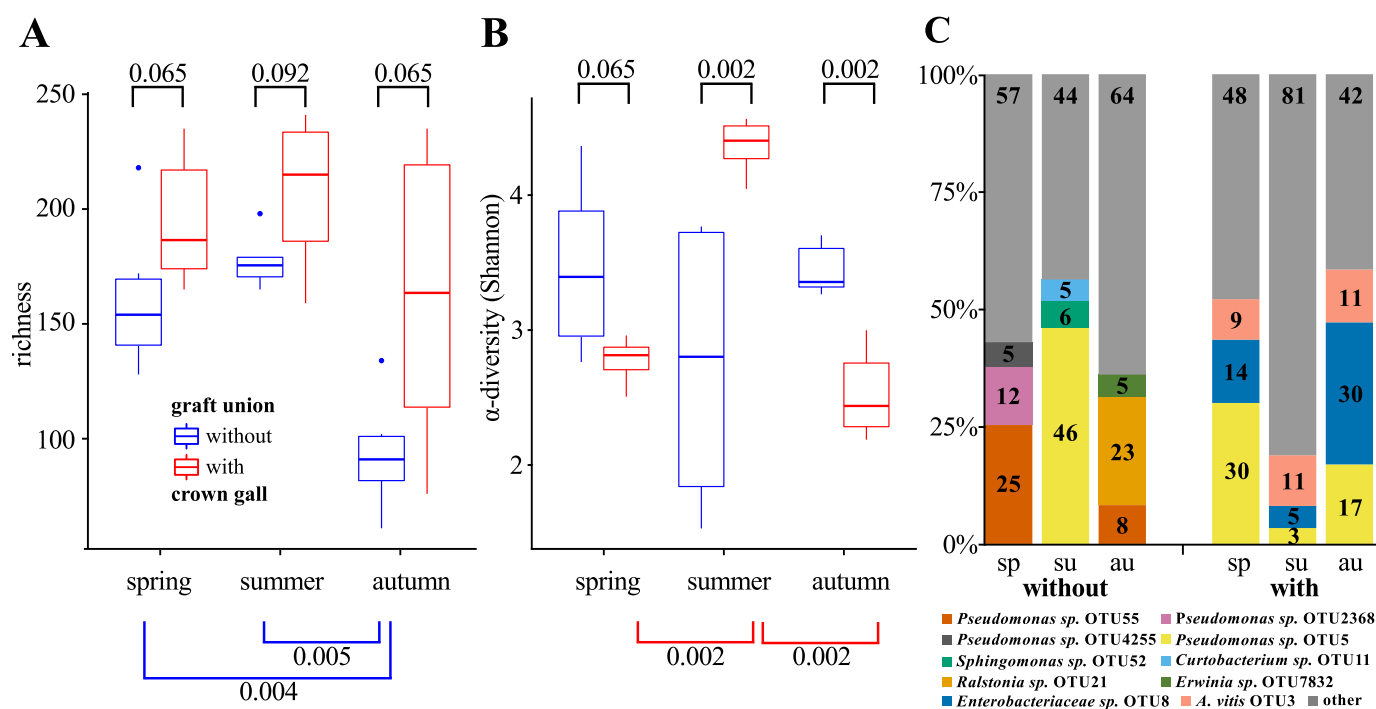 A
0.065 0.092 0.065
250
200
150
100
richness
graft union
without
with
crown gall
spring summer autumn
0.005
0.004
B
0.065 0.002 0.002
4
3
2
α-diversity (Shannon)
spring summer autumn
0.002 0.002
C
100%
75%
50%
25%
0%
57 44 64 48 81 42
5 12 25
5 6 46
5 23 8
9 14 30
11 5 3
11 30 17
sp su au sp su au
without with
Pseudomonas sp. OTU55 Pseudomonas sp. OTU2368
Pseudomonas sp. OTU4255 Pseudomonas sp. OTU5
Sphingomonas sp. OTU52 Curtobacterium sp. OTU11
Ralstonia sp. OTU21 Erwinia sp. OTU7832
Enterobacteriaceae sp. OTU8 A. vitis OTU3 other